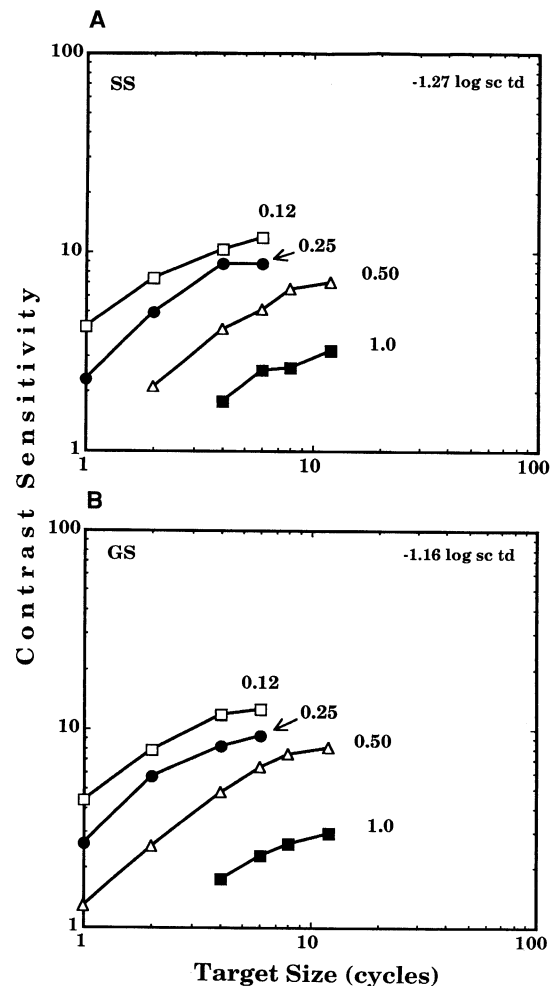 A
100
SS
-1.27 log sc td
0.12
10
0.25
0.50
1.0
1
1
10
100
B
100
GS
-1.16 log sc td
0.12
0.25
10
0.50
1.0
1
1
10
100
Contrast Sensitivity
Target Size (cycles)